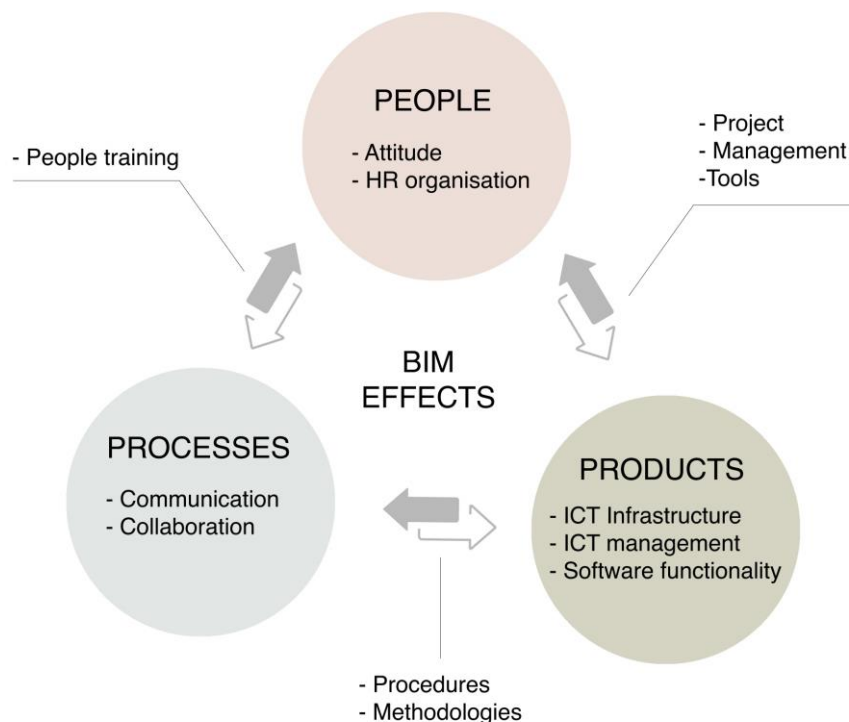 PEOPLE
- Attitude
- HR organisation
- People training
- Project
- Management
-Tools
BIM
EFFECTS
PROCESSES
- Communication
- Collaboration
PRODUCTS
- ICT Infrastructure
- ICT management
- Software functionality
- Procedures
- Methodologies